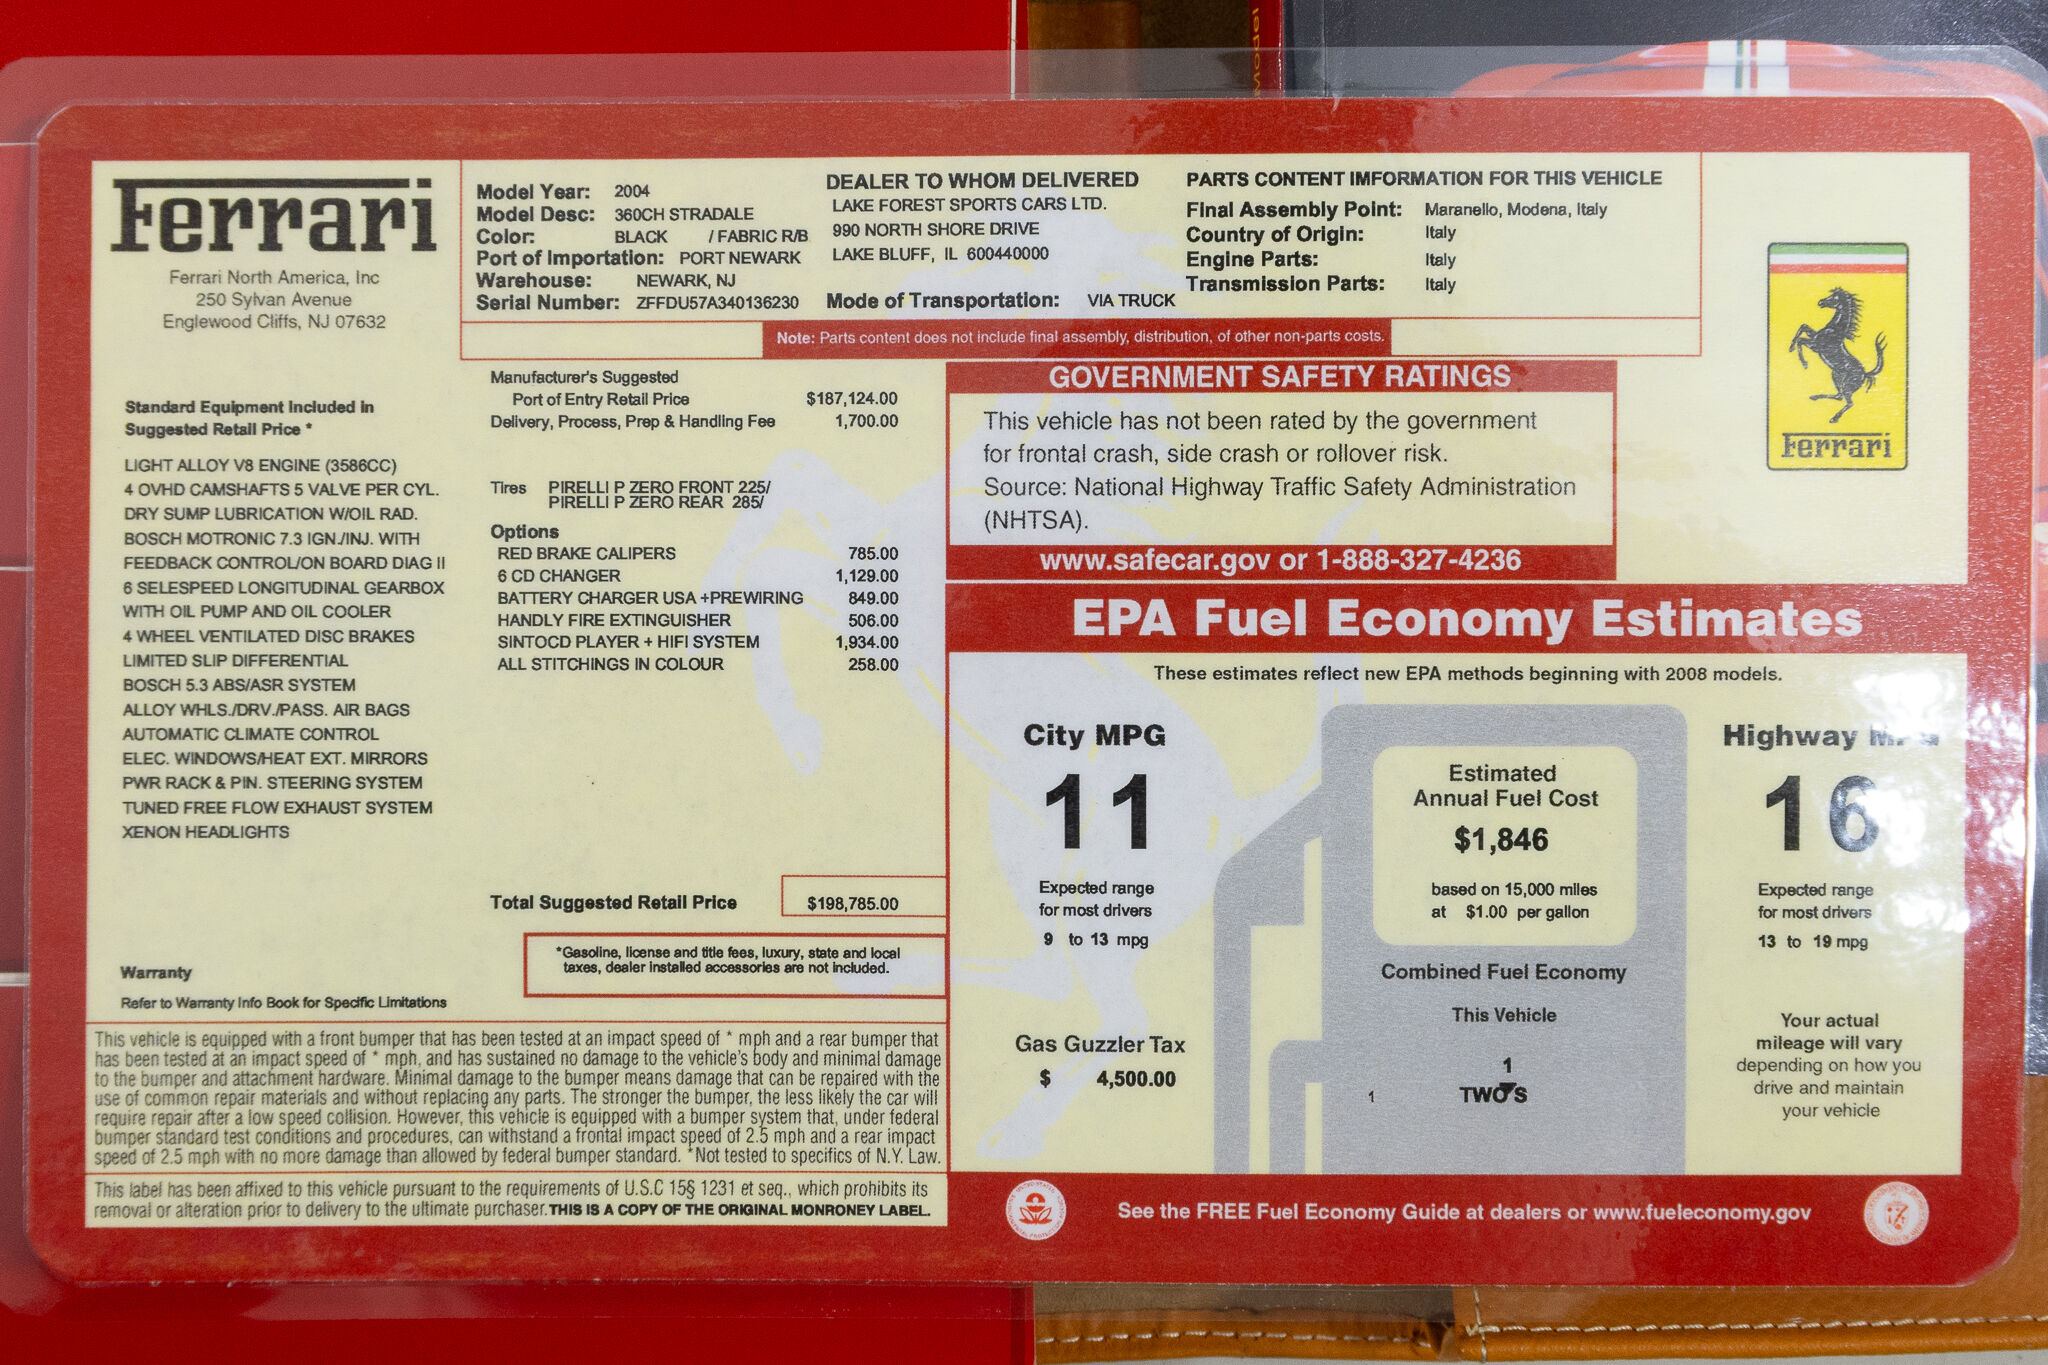 Model
Ferrari
Ferrari North America, Inc
250 Sylvan Avenue
Englewood Cliffs, NJ 07632
Model Year: 2004
Model Desc: 360CH STRADALE
Color: BLACK / FABRIC R/B
Port of Importation: PORT NEWARK
Warehouse: NEWARK, NJ
Serial Number: ZFFDU57A340136230
DEALER TO WHOM DELIVERED
LAKE FOREST SPORTS CARS LTD.
990 NORTH SHORE DRIVE
LAKE BLUFF, IL 600440000
Mode of Transportation: VIA TRUCK
PARTS CONTENT IMFORMATION FOR THIS VEHICLE
Final Assembly Point: Maranello, Modena, Italy
Country of Origin: Italy
Engine Parts: Italy
Transmission Parts: Italy
Note: Parts content does not include final assembly, distribution, of other non-parts costs.
Ferrari
Standard Equipment Included in
Suggested Retail Price *
LIGHT ALLOY V8 ENGINE (3586CC)
4 OVHD CAMSHAFTS 5 VALVE PER CYL.
DRY SUMP LUBRICATION W/OIL RAD.
BOSCH MOTRONIC 7.3 IGN./INJ. WITH
FEEDBACK CONTROL/ON BOARD DIAG II
6 SELESPEED LONGITUDINAL GEARBOX
WITH OIL PUMP AND OIL COOLER
4 WHEEL VENTILATED DISC BRAKES
LIMITED SLIP DIFFERENTIAL
BOSCH 5.3 ABS/ASR SYSTEM
ALLOY WHLS./DRV./PASS. AIR BAGS
AUTOMATIC CLIMATE CONTROL
ELEC. WINDOWS/HEAT EXT. MIRRORS
PWR RACK & PIN. STEERING SYSTEM
TUNED FREE FLOW EXHAUST SYSTEM
XENON HEADLIGHTS
Warranty
Refer to Warranty Info Book for Specific Limitations
Manufacturer's Suggested
Port of Entry Retail Price $187,124.00
Delivery, Process, Prep & Handling Fee 1,700.00
Tires PIRELLI P ZERO FRONT 225/
PIRELLI P ZERO REAR 285/
Options
RED BRAKE CALIPERS 785.00
6 CD CHANGER 1,129.00
BATTERY CHARGER USA +PREWIRING 849.00
HANDLY FIRE EXTINGUISHER 506.00
SINTOCD PLAYER + HIFI SYSTEM 1,934.00
ALL STITCHINGS IN COLOUR 258.00
Total Suggested Retail Price $198,785.00
*Gasoline, license and title fees, luxury, state and local
taxes, dealer installed accessories are not included.
This vehicle is equipped with a front bumper that has been tested at an impact speed of * mph and a rear bumper that
has been tested at an impact speed of * mph, and has sustained no damage to the vehicle's body and minimal damage
to the bumper and attachment hardware. Minimal damage to the bumper means damage that can be repaired with the
use of common repair materials and without replacing any parts. The stronger the bumper, the less likely the car will
require repair after a low speed collision. However, this vehicle is equipped with a bumper system that, under federal
bumper standard test conditions and procedures, can withstand a frontal impact speed of 2.5 mph and a rear impact
speed of 2.5 mph with no more damage than allowed by federal bumper standard. *Not tested to specifics of N.Y. Law.
This label has been affixed to this vehicle pursuant to the requirements of U.S.C 15§ 1231 et seq., which prohibits its
removal or alteration prior to delivery to the ultimate purchaser. THIS IS A COPY OF THE ORIGINAL MONRONEY LABEL.
GOVERNMENT SAFETY RATINGS
This vehicle has not been rated by the government
for frontal crash, side crash or rollover risk.
Source: National Highway Traffic Safety Administration
(NHTSA).
www.safecar.gov or 1-888-327-4236
EPA Fuel Economy Estimates
These estimates reflect new EPA methods beginning with 2008 models.
City MPG
11
Expected range
for most drivers
9 to 13 mpg
Gas Guzzler Tax
$ 4,500.00
Estimated
Annual Fuel Cost
$1,846
based on 15,000 miles
at $1.00 per gallon
Combined Fuel Economy
This Vehicle
1
1 TWO'S
Highway MPG
16
Expected range
for most drivers
13 to 19 mpg
Your actual
mileage will vary
depending on how you
drive and maintain
your vehicle
See the FREE Fuel Economy Guide at dealers or www.fueleconomy.gov